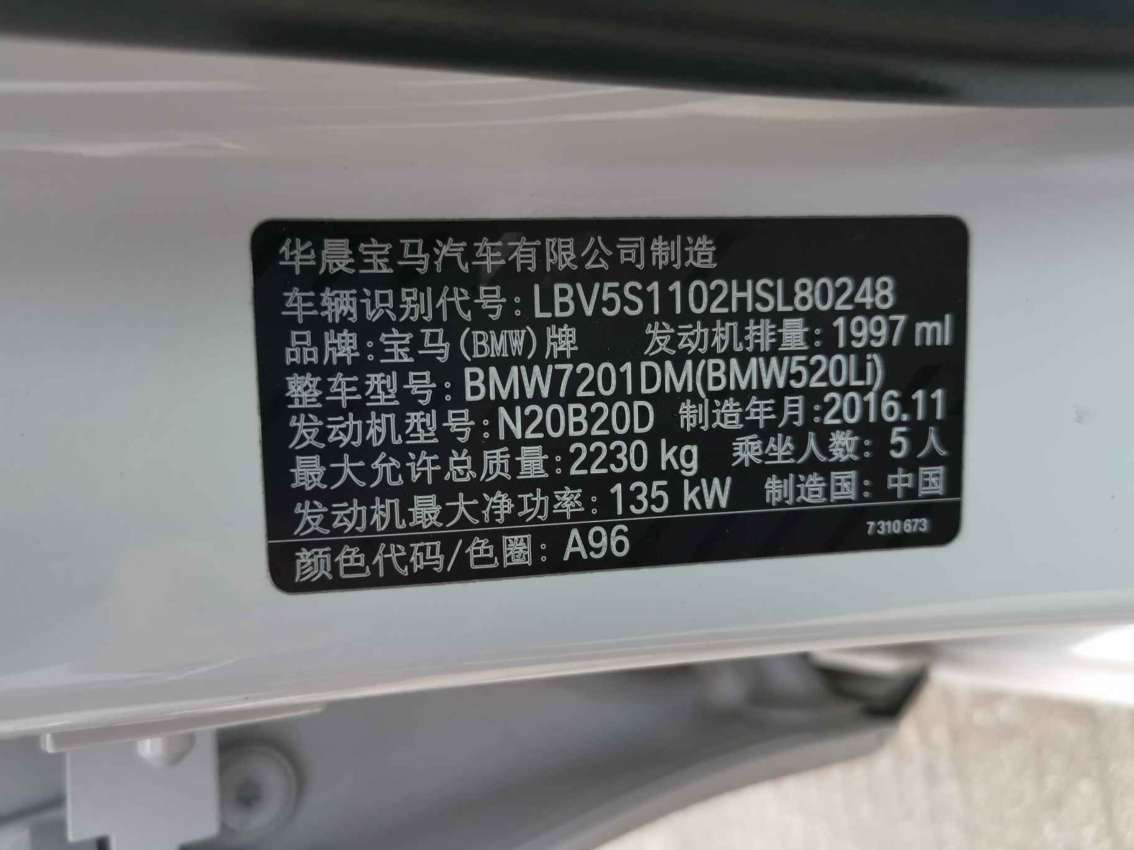 华晨宝马汽车有限公司制造
车辆识别代号: LBV5S1102HSL80248
品牌:宝马(BMW)牌 发动机排量: 1997 ml
整车型号: BMW7201DM(BMW520Li)
发动机型号: N20B20D 制造年月:2016.11
最大允许总质量: 2230 kg 乘坐人数: 5 人
发动机最大净功率: 135 kW 制造国: 中国
颜色代码/色圈: A96 7 310 673